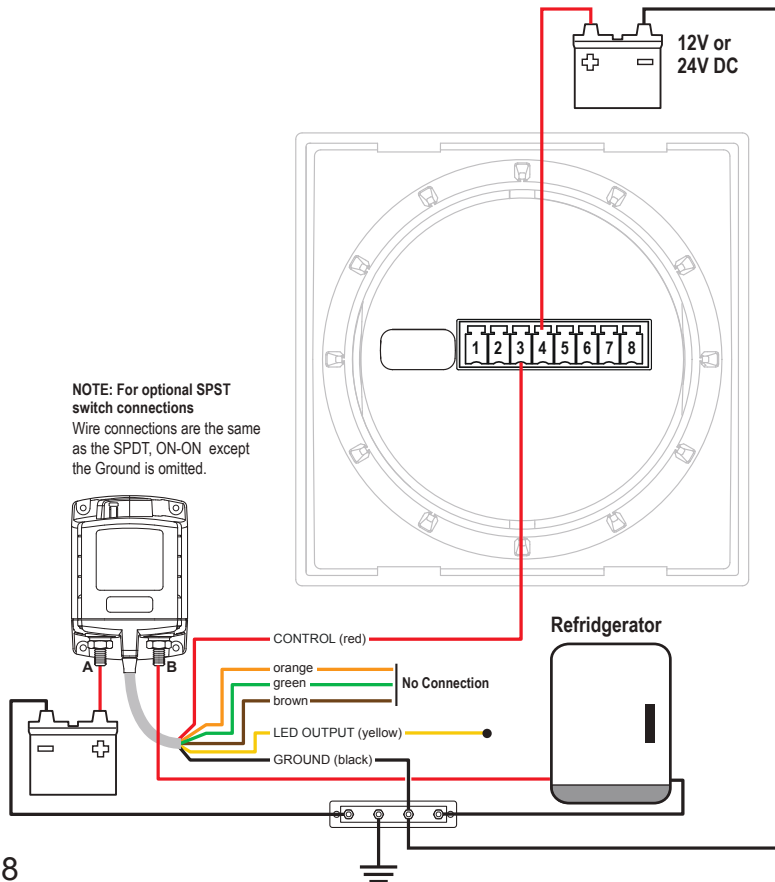 12V or
24V DC
1 2 3 4 5 6 7 8
NOTE: For optional SPST
switch connections
Wire connections are the same
as the SPDT, ON-ON except
the Ground is omitted.
A
B
CONTROL (red)
orange
green
brown
No Connection
LED OUTPUT (yellow)
GROUND (black)
Refridgerator
8